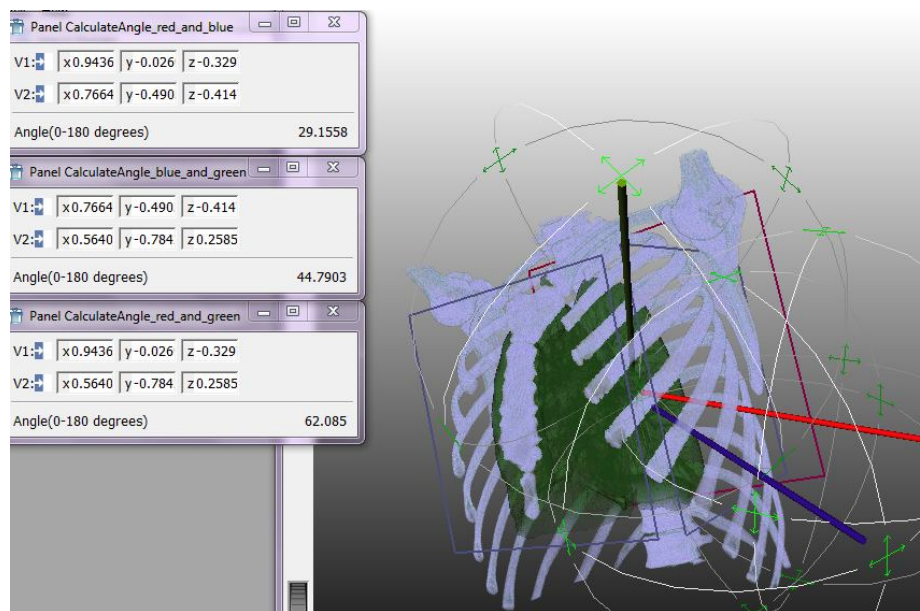 Panel CalculateAngle_red_and_blue
V1: x0.9436 y-0.026 z-0.329
V2: x0.7664 y-0.490 z-0.414
Angle(0-180 degrees) 29.1558
Panel CalculateAngle_blue_and_green
V1: x0.7664 y-0.490 z-0.414
V2: x0.5640 y-0.784 z0.2585
Angle(0-180 degrees) 44.7903
Panel CalculateAngle_red_and_green
V1: x0.9436 y-0.026 z-0.329
V2: x0.5640 y-0.784 z0.2585
Angle(0-180 degrees) 62.085